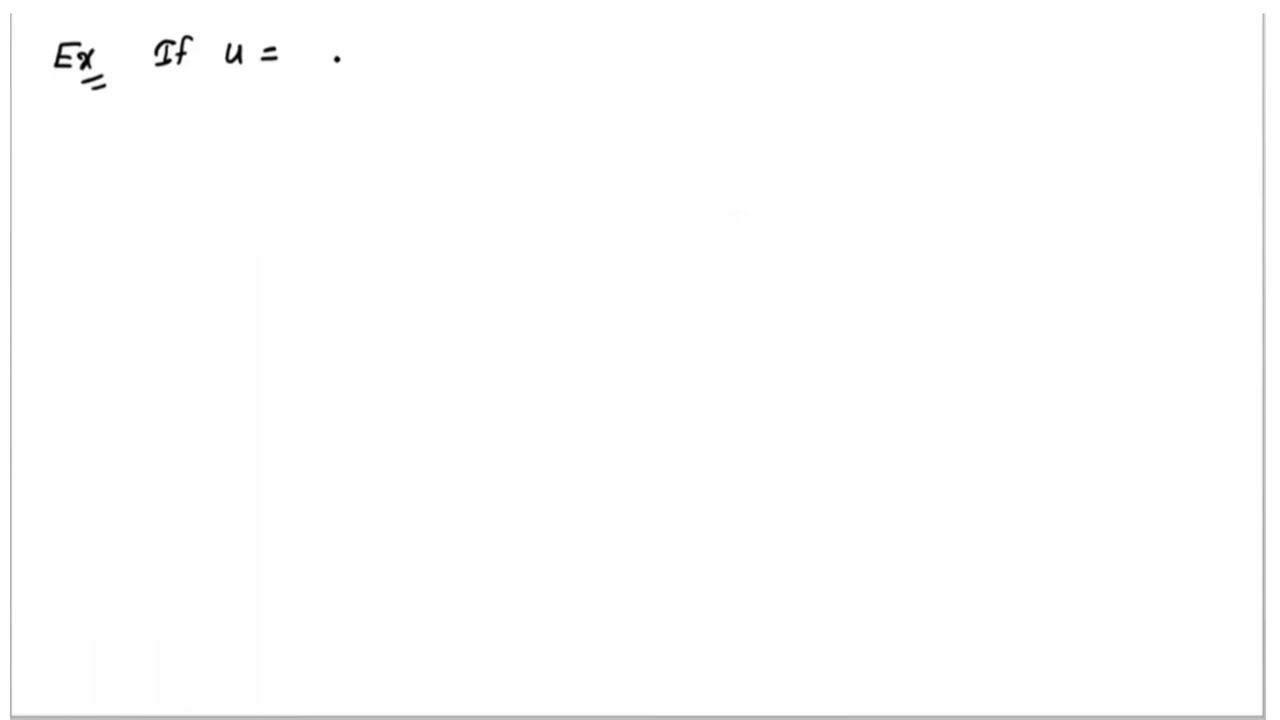 Ex If u = .